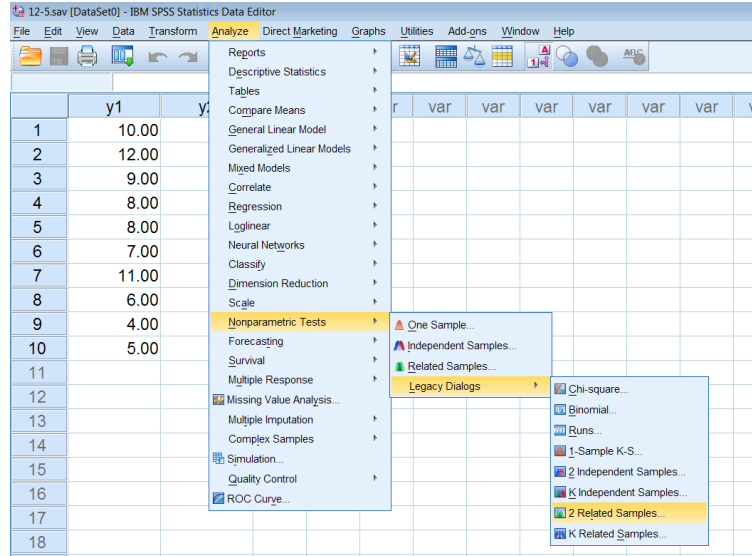 12-5.sav [DataSet0] - IBM SPSS Statistics Data Editor
File Edit View Data Transform Analyze Direct Marketing Graphs Utilities Add-ons Window Help
y1 var var var var var var
1 10.00
2 12.00
3 9.00
4 8.00
5 8.00
6 7.00
7 11.00
8 6.00
9 4.00
10 5.00
11
12
13
14
15
16
17
18
Reports
Descriptive Statistics
Tables
Compare Means
General Linear Model
Generalized Linear Models
Mixed Models
Correlate
Regression
Loglinear
Neural Networks
Classify
Dimension Reduction
Scale
Nonparametric Tests
Forecasting
Survival
Multiple Response
Missing Value Analysis...
Multiple Imputation
Complex Samples
Simulation...
Quality Control
ROC Curve...
One Sample...
Independent Samples...
Related Samples...
Legacy Dialogs
Chi-square...
Binomial...
Runs...
1-Sample K-S...
2 Independent Samples...
K Independent Samples...
2 Related Samples...
K Related Samples...